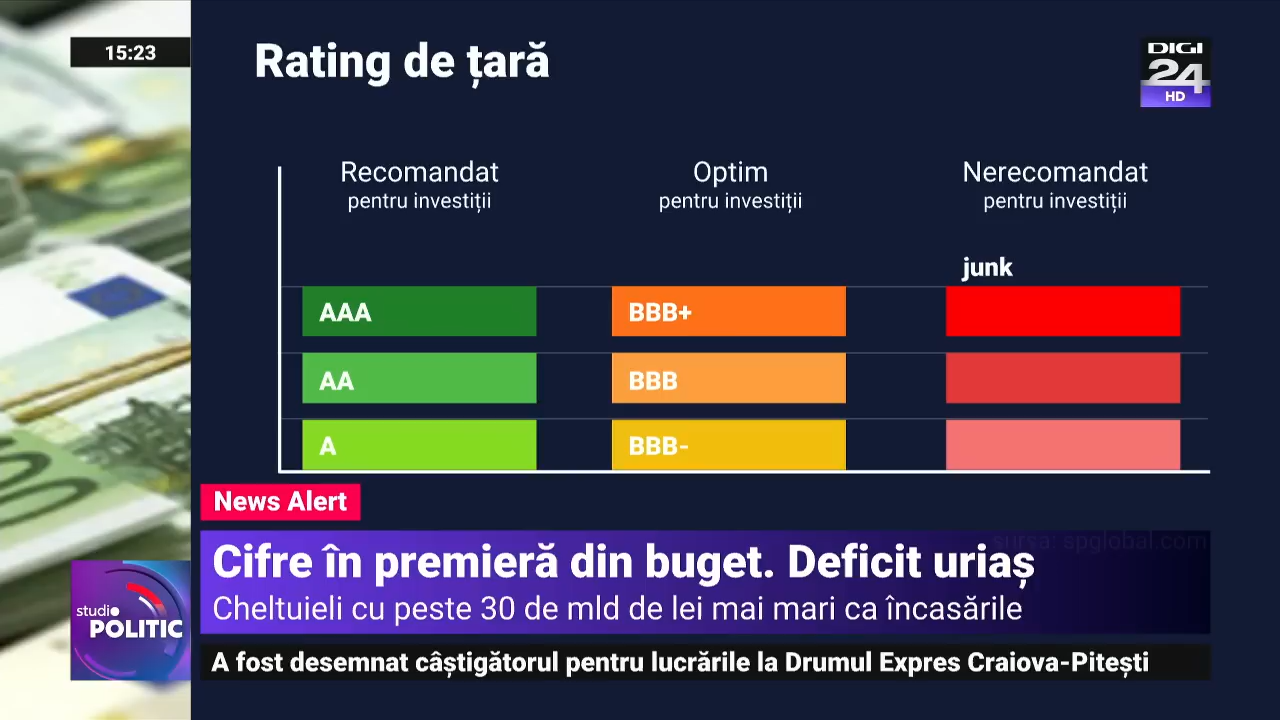 15:23
Rating de țară
DIGI
24
HD
Recomandat
pentru investiții
Optim
pentru investiții
Nerecomandat
pentru investiții
junk
AAA
BBB+
AA
BBB
A
BBB-
News Alert
sursa: spglobal.com
Cifre în premieră din buget. Deficit uriaș
Cheltuieli cu peste 30 de mld de lei mai mari ca încasările
studio
POLITIC
A fost desemnat câștigătorul pentru lucrările la Drumul Expres Craiova-Pitești